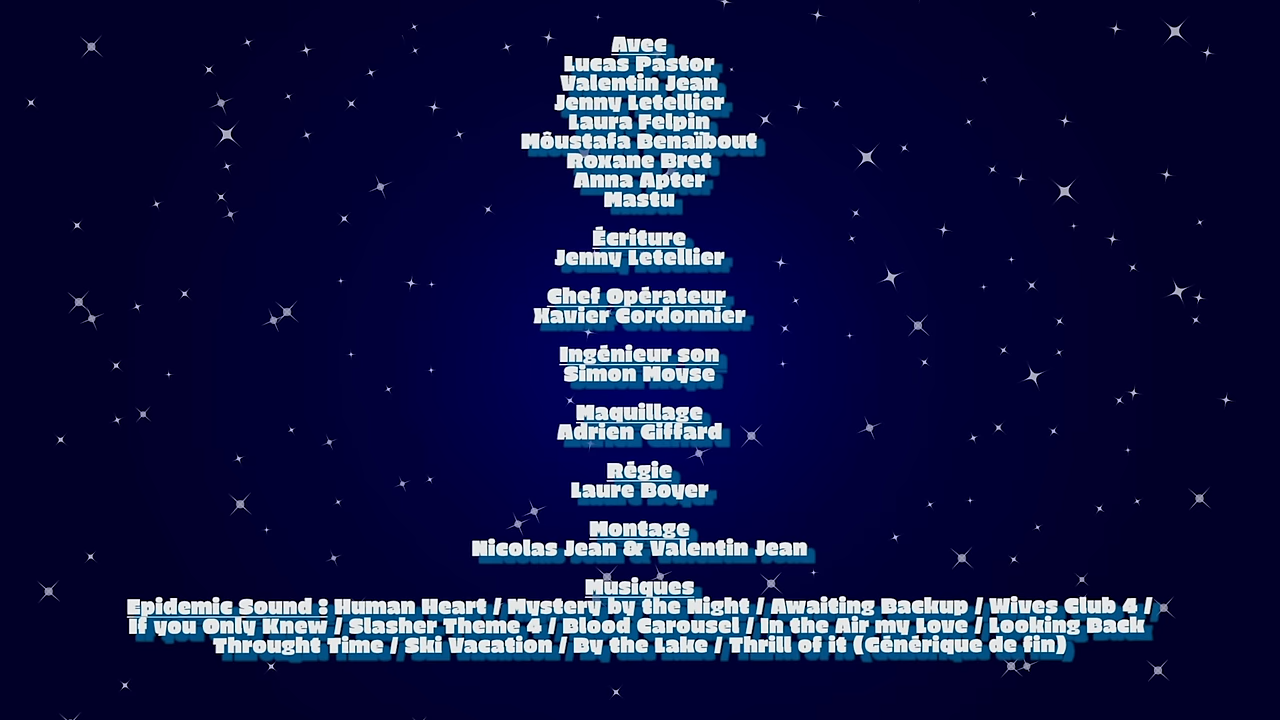 Avec
Lucas Pastor
Valentin Jean
Jenny Letellier
Laura Felpin
Môustafa Benaïbout
Roxane Bret
Anna Apter
Mastu
Écriture
Jenny Letellier
Chef Opérateur
Xavier Cordonnier
Ingénieur son
Simon Moyse
Maquillage
Adrien Giffard
Régie
Laure Boyer
Montage
Nicolas Jean & Valentin Jean
Musiques
Epidemic Sound : Human Heart / Mystery by the Night / Awaiting Backup / Wives Club 4 /
If you Only Knew / Slasher Theme 4 / Blood Carousel / In the Air my Love / Looking Back
Throught Time / Ski Vacation / By the Lake / Thrill of it (Générique de fin)